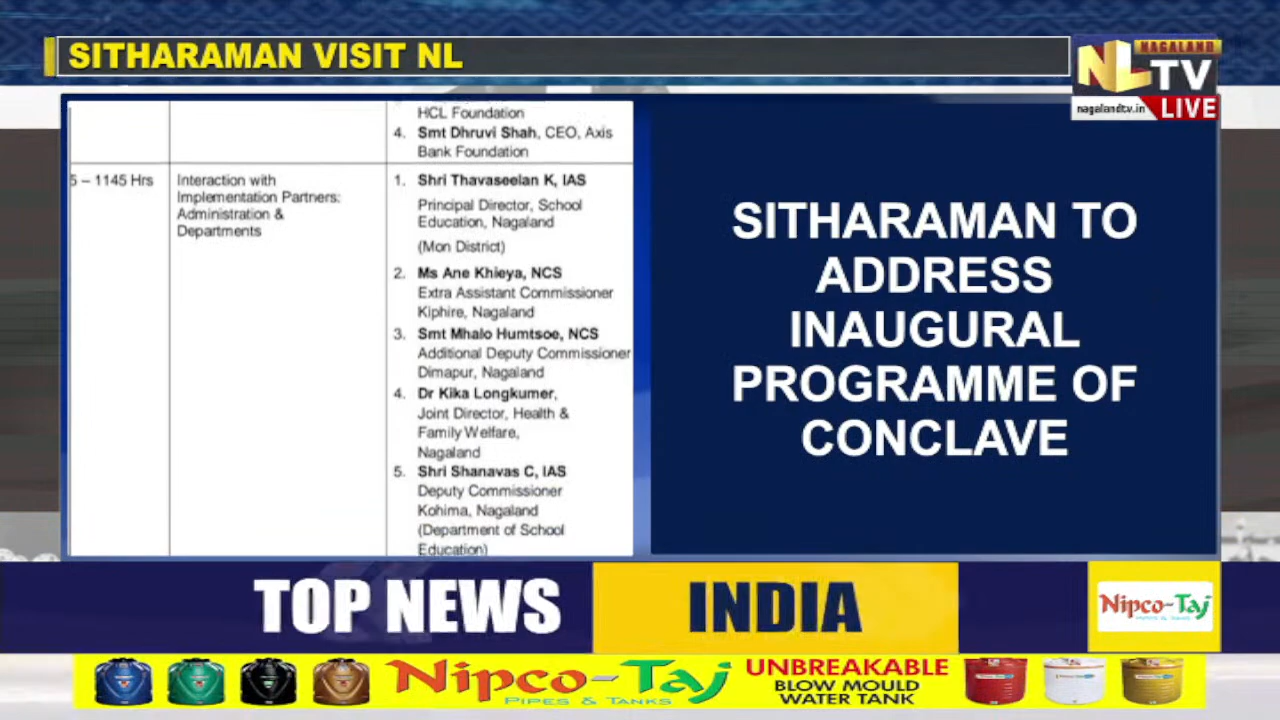 SITHARAMAN VISIT NL
NAGALAND
NLTV
nagalandtv.in LIVE
HCL Foundation
4. Smt Dhruvi Shah, CEO, Axis
Bank Foundation
5 – 1145 Hrs
Interaction with
Implementation Partners:
Administration &
Departments
1. Shri Thavaseelan K, IAS
Principal Director, School
Education, Nagaland
(Mon District)
2. Ms Ane Khieya, NCS
Extra Assistant Commissioner
Kiphire, Nagaland
3. Smt Mhalo Humtsoe, NCS
Additional Deputy Commissioner
Dimapur, Nagaland
4. Dr Kika Longkumer,
Joint Director, Health &
Family Welfare,
Nagaland
5. Shri Shanavas C, IAS
Deputy Commissioner
Kohima, Nagaland
(Department of School
Education)
SITHARAMAN TO
ADDRESS
INAUGURAL
PROGRAMME OF
CONCLAVE
TOP NEWS
INDIA
Nipco-Taj
PIPES & TANKS
Nipco-Taj
PIPES & TANKS
UNBREAKABLE
BLOW MOULD
WATER TANK